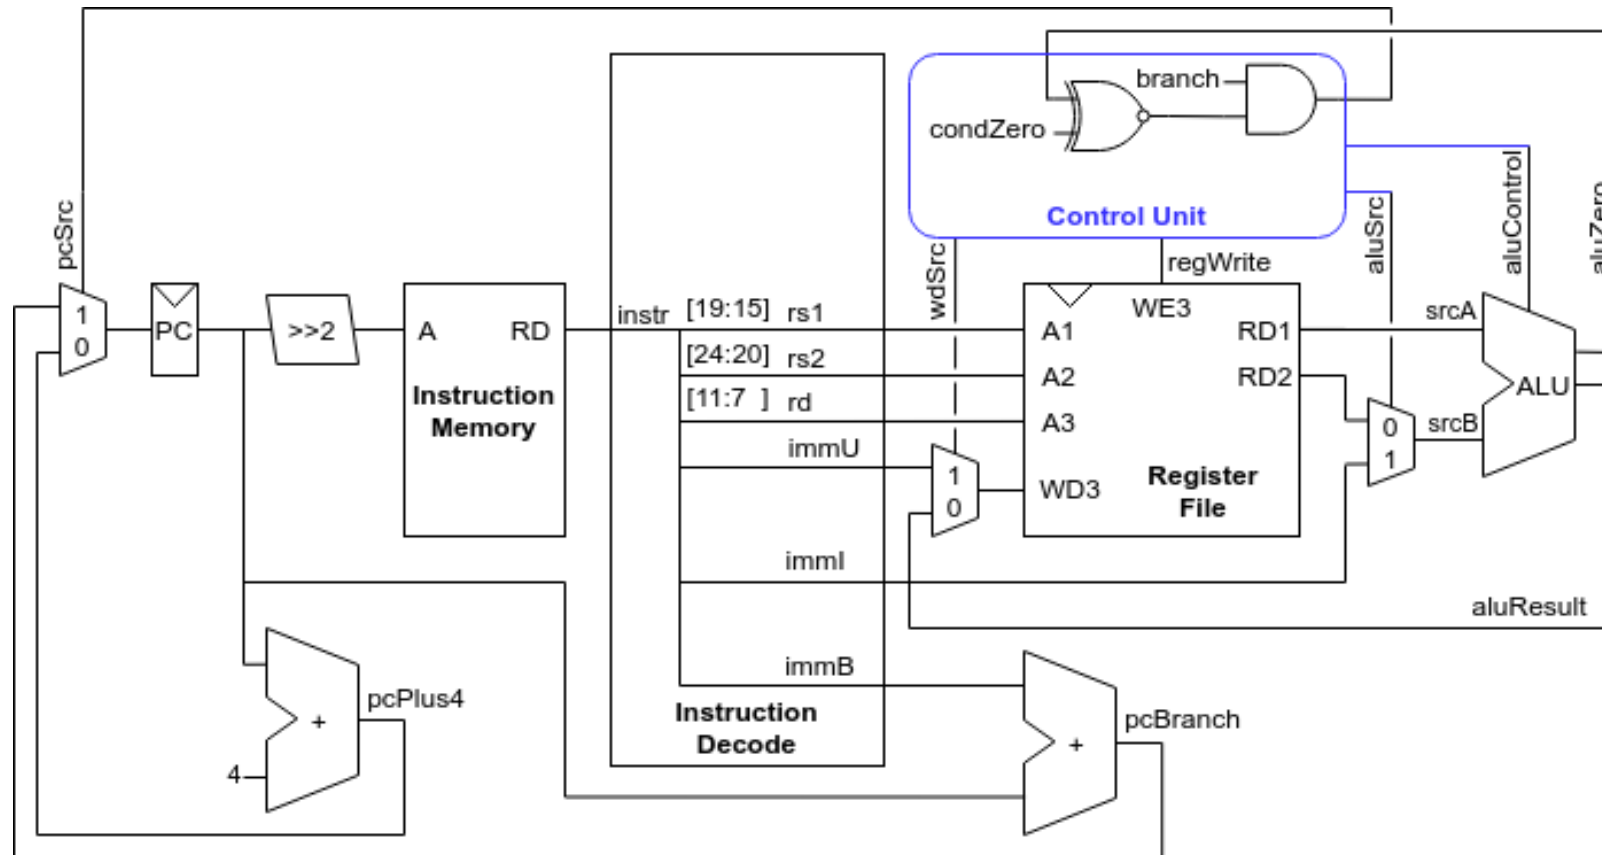 branch
condZero
Control Unit
pcSrc
wdSrc
regWrite
aluSrc
aluControl
aluZero
1
0
PC
>>2
A
RD
Instruction
Memory
instr
[19:15] rs1
[24:20] rs2
[11:7 ] rd
immU
immI
immB
Instruction
Decode
1
0
A1
A2
A3
WD3
WE3
RD1
RD2
Register
File
srcA
srcB
0
1
ALU
aluResult
4
+
pcPlus4
+
pcBranch